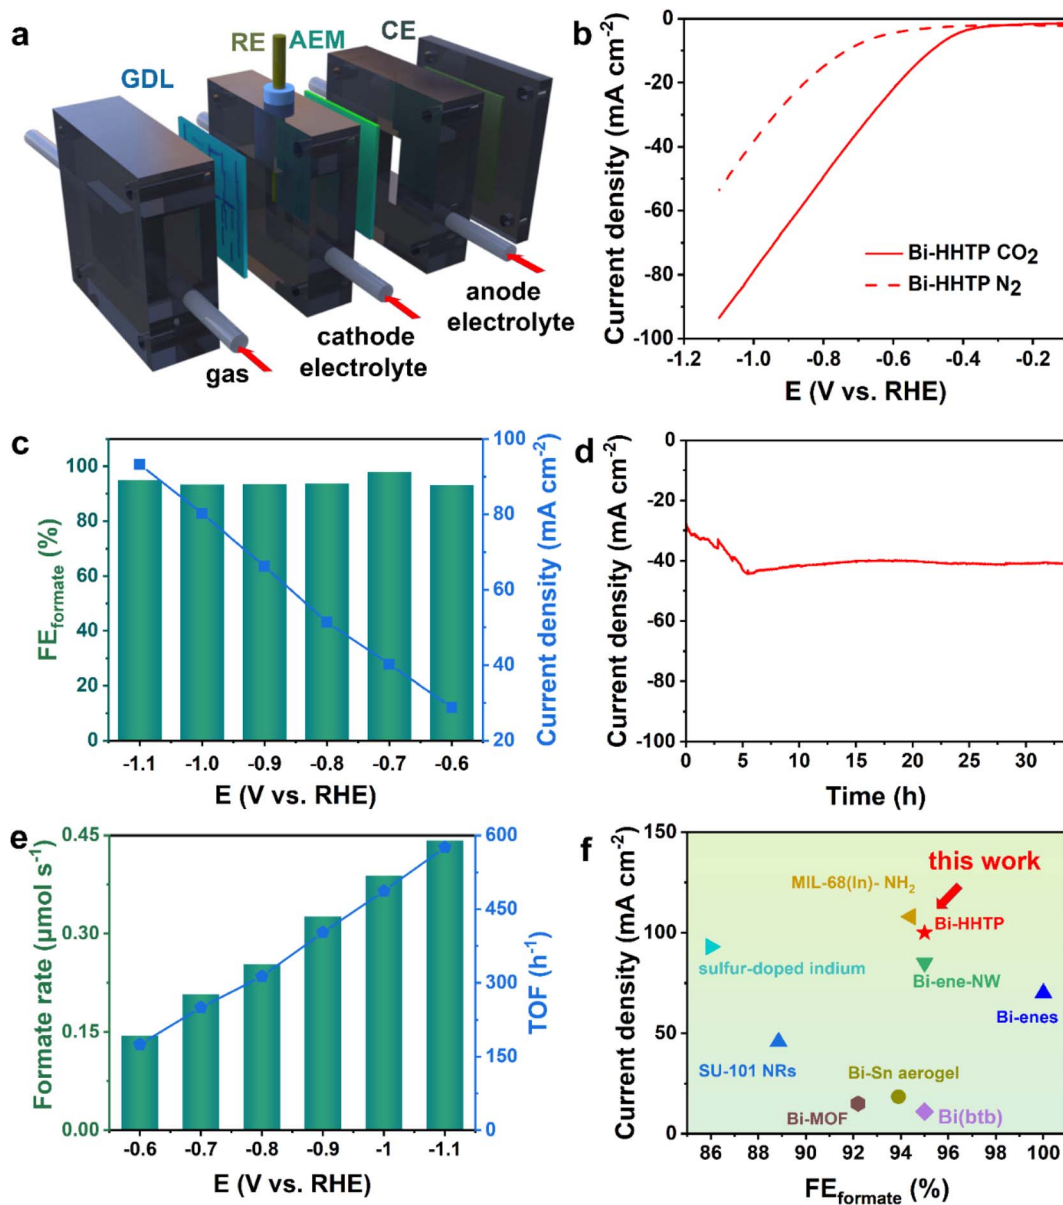 a
RE AEM CE
GDL
anode
electrolyte
cathode
electrolyte
gas
b
Current density (mA cm⁻²)
0
-20
-40
-60
-80
-100
Bi-HHTP CO₂
Bi-HHTP N₂
-1.2 -1.0 -0.8 -0.6 -0.4 -0.2
E (V vs. RHE)
c
FE_formate (%)
100
80
60
40
20
0
100
80
60
40
20
Current density (mA cm⁻²)
-1.1 -1.0 -0.9 -0.8 -0.7 -0.6
E (V vs. RHE)
d
Current density (mA cm⁻²)
0
-20
-40
-60
-80
-100
0 5 10 15 20 25 30
Time (h)
e
Formate rate (μmol s⁻¹)
0.45
0.30
0.15
0.00
600
450
300
150
0
TOF (h⁻¹)
-0.6 -0.7 -0.8 -0.9 -1 -1.1
E (V vs. RHE)
f
Current density (mA cm⁻²)
150
100
50
0
this work
MIL-68(In)- NH₂
Bi-HHTP
sulfur-doped indium
Bi-ene-NW
Bi-enes
SU-101 NRs
Bi-Sn aerogel
Bi-MOF
Bi(btb)
86 88 90 92 94 96 98 100
FE_formate (%)